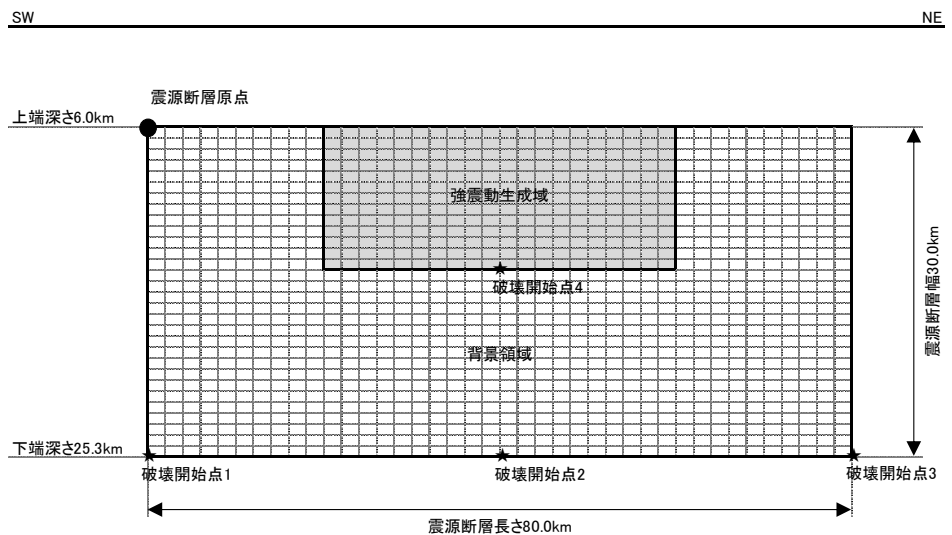 SW
NE
震源断層原点
上端深さ6.0km
強震動生成域
破壊開始点4
震源断層幅30.0km
背景領域
下端深さ25.3km
破壊開始点1
破壊開始点2
破壊開始点3
震源断層長さ80.0km